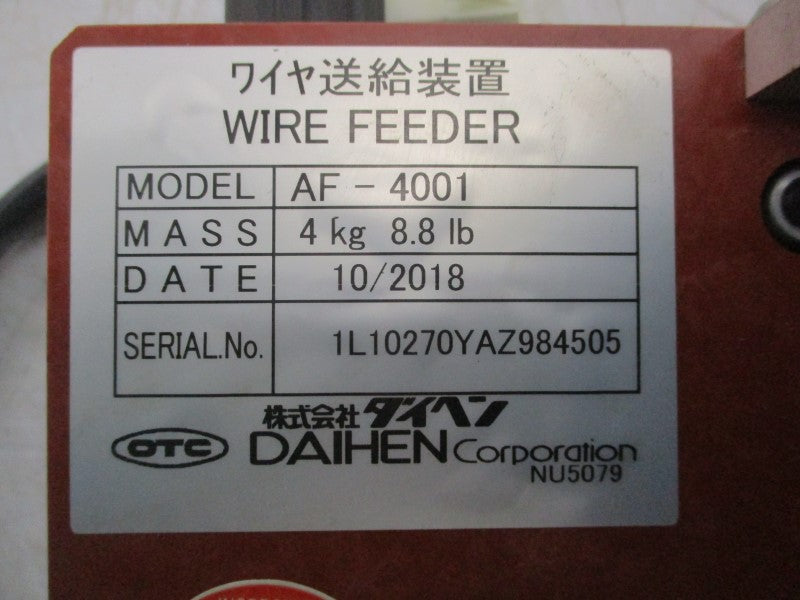 ワイヤ送給装置
WIRE FEEDER
MODEL AF - 4001
MASS 4 kg 8.8 lb
DATE 10/2018
SERIAL.No. 1L10270YAZ984505
株式会社ダイヘン
OTC DAIHEN Corporation
NU5079